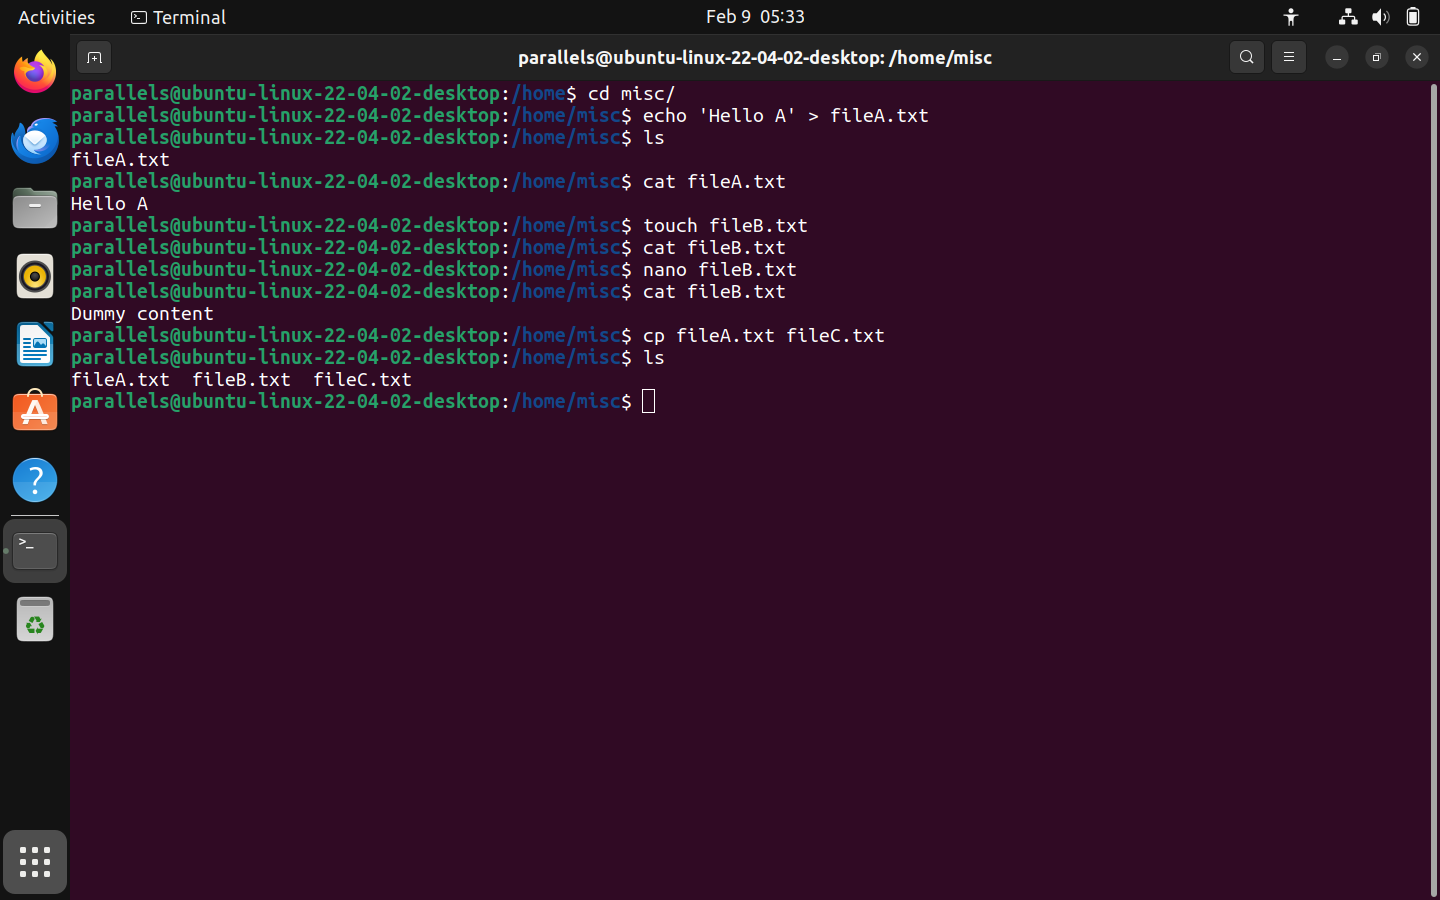 Activities Terminal Feb 9 05:33
parallels@ubuntu-linux-22-04-02-desktop: /home/misc
parallels@ubuntu-linux-22-04-02-desktop:/home$ cd misc/
parallels@ubuntu-linux-22-04-02-desktop:/home/misc$ echo 'Hello A' > fileA.txt
parallels@ubuntu-linux-22-04-02-desktop:/home/misc$ ls
fileA.txt
parallels@ubuntu-linux-22-04-02-desktop:/home/misc$ cat fileA.txt
Hello A
parallels@ubuntu-linux-22-04-02-desktop:/home/misc$ touch fileB.txt
parallels@ubuntu-linux-22-04-02-desktop:/home/misc$ cat fileB.txt
parallels@ubuntu-linux-22-04-02-desktop:/home/misc$ nano fileB.txt
parallels@ubuntu-linux-22-04-02-desktop:/home/misc$ cat fileB.txt
Dummy content
parallels@ubuntu-linux-22-04-02-desktop:/home/misc$ cp fileA.txt fileC.txt
parallels@ubuntu-linux-22-04-02-desktop:/home/misc$ ls
fileA.txt  fileB.txt  fileC.txt
parallels@ubuntu-linux-22-04-02-desktop:/home/misc$